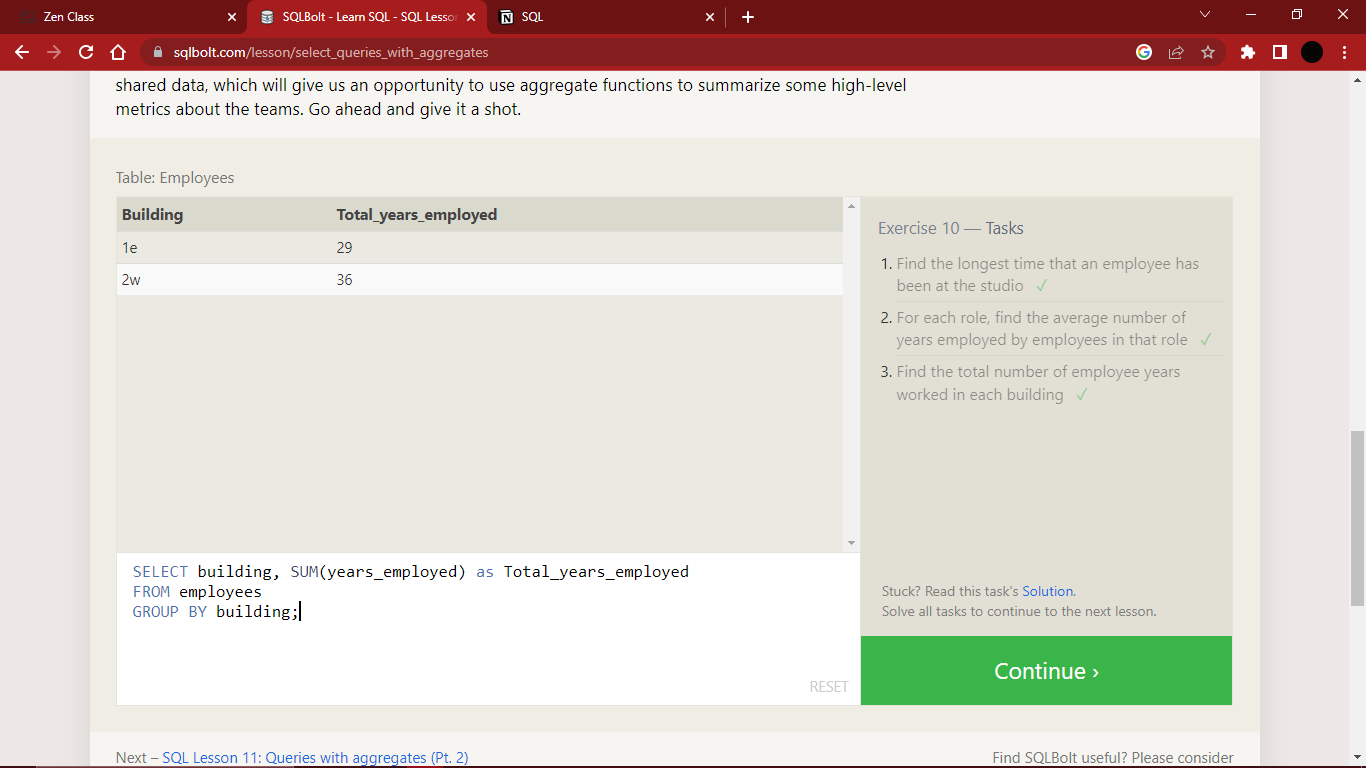 Zen Class
SQLBolt - Learn SQL - SQL Lesson
SQL
sqlbolt.com/lesson/select_queries_with_aggregates
shared data, which will give us an opportunity to use aggregate functions to summarize some high-level
metrics about the teams. Go ahead and give it a shot.
Table: Employees
Building Total_years_employed
1e 29
2w 36
SELECT building, SUM(years_employed) as Total_years_employed
FROM employees
GROUP BY building;
RESET
Exercise 10 — Tasks
1. Find the longest time that an employee has
been at the studio ✓
2. For each role, find the average number of
years employed by employees in that role ✓
3. Find the total number of employee years
worked in each building ✓
Stuck? Read this task's Solution.
Solve all tasks to continue to the next lesson.
Continue ›
Next – SQL Lesson 11: Queries with aggregates (Pt. 2)
Find SQLBolt useful? Please consider